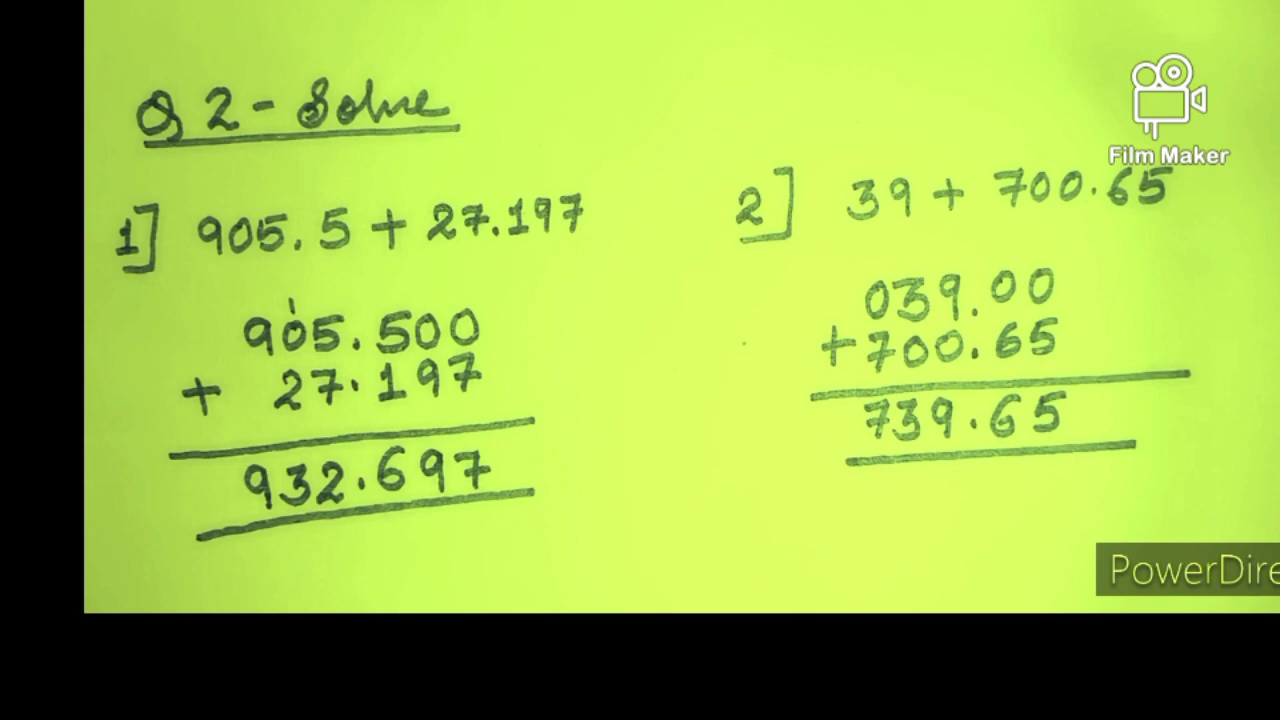 Q 2 - Solve
1] 905.5 + 27.197
1
905.500
+ 27.197
932.697
2] 39 + 700.65
039.00
+700.65
739.65
Film Maker
PowerDire